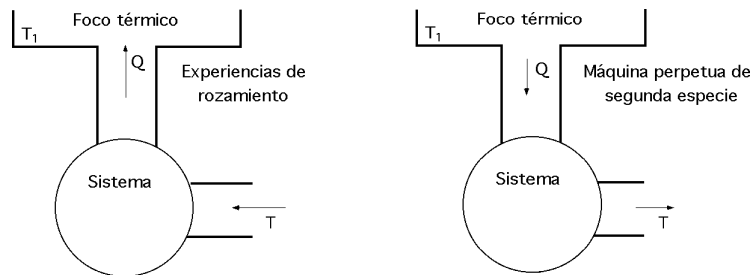 Foco térmico
T1
Q
Experiencias de
rozamiento
Sistema
T
Foco térmico
T1
Q
Máquina perpetua de
segunda especie
Sistema
T